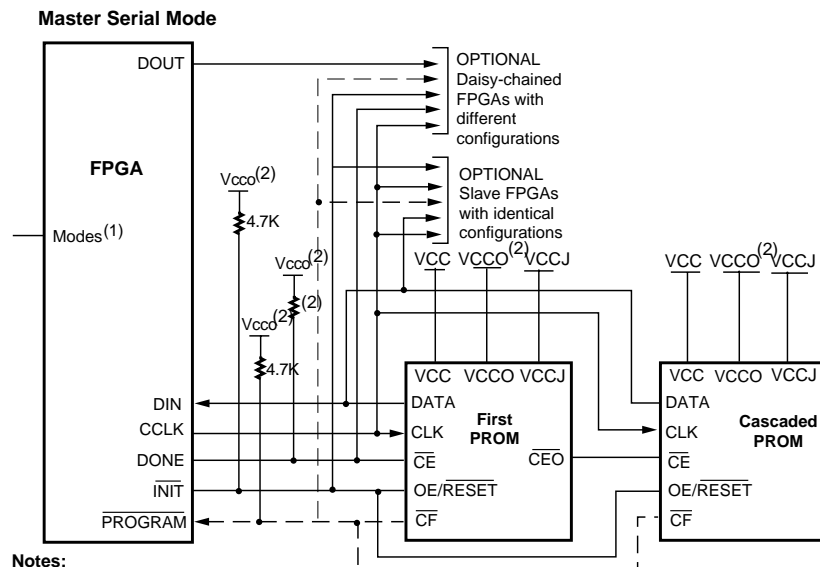 Master Serial Mode
DOUT
FPGA
Modes(1)
DIN
CCLK
DONE
INIT
PROGRAM
Vcco(2)
4.7K
Vcco(2)
(2)
Vcco(2)
4.7K
OPTIONAL
Daisy-chained
FPGAs with
different
configurations
OPTIONAL
Slave FPGAs
with identical
configurations
VCC VCCO(2) VCCJ
VCC VCCO VCCJ
DATA
First
PROM
CLK
CE
CEO
OE/RESET
CF
VCC VCCO(2) VCCJ
VCC VCCO VCCJ
DATA
Cascaded
PROM
CLK
CE
OE/RESET
CF
Notes: